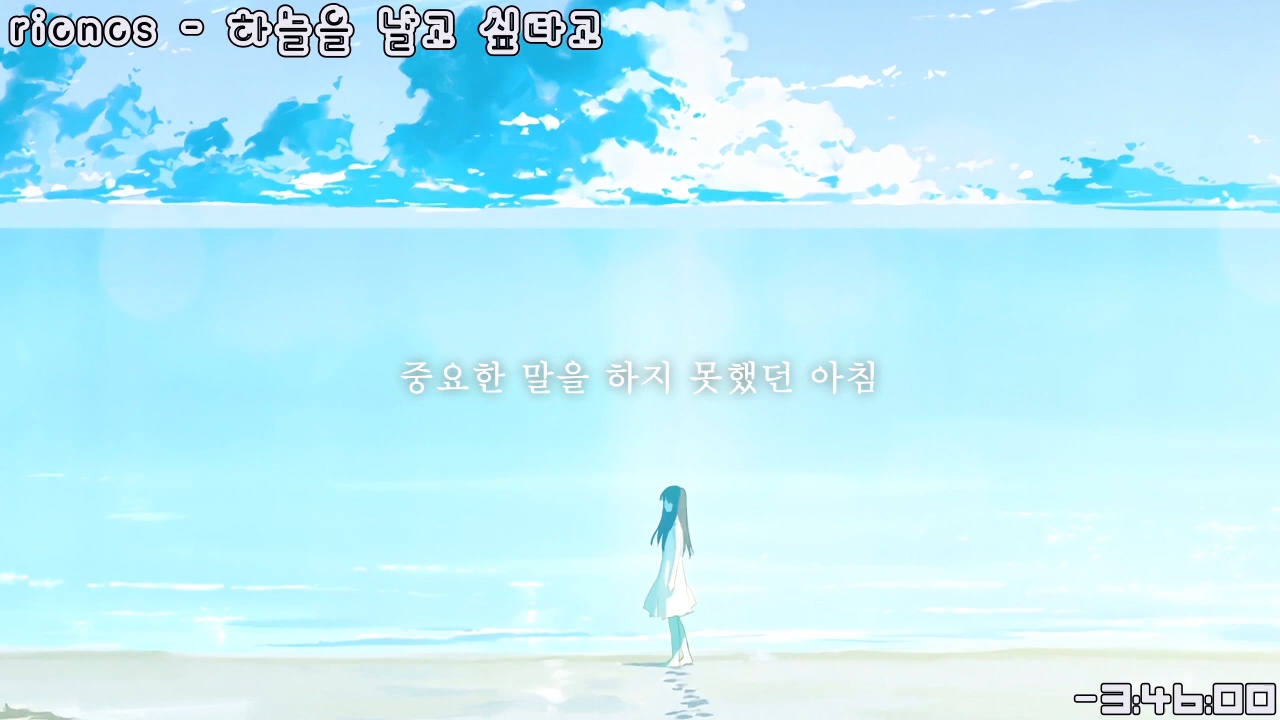 rionos - 하늘을 날고 싶다고
중요한 말을 하지 못했던 아침
-3:46:00